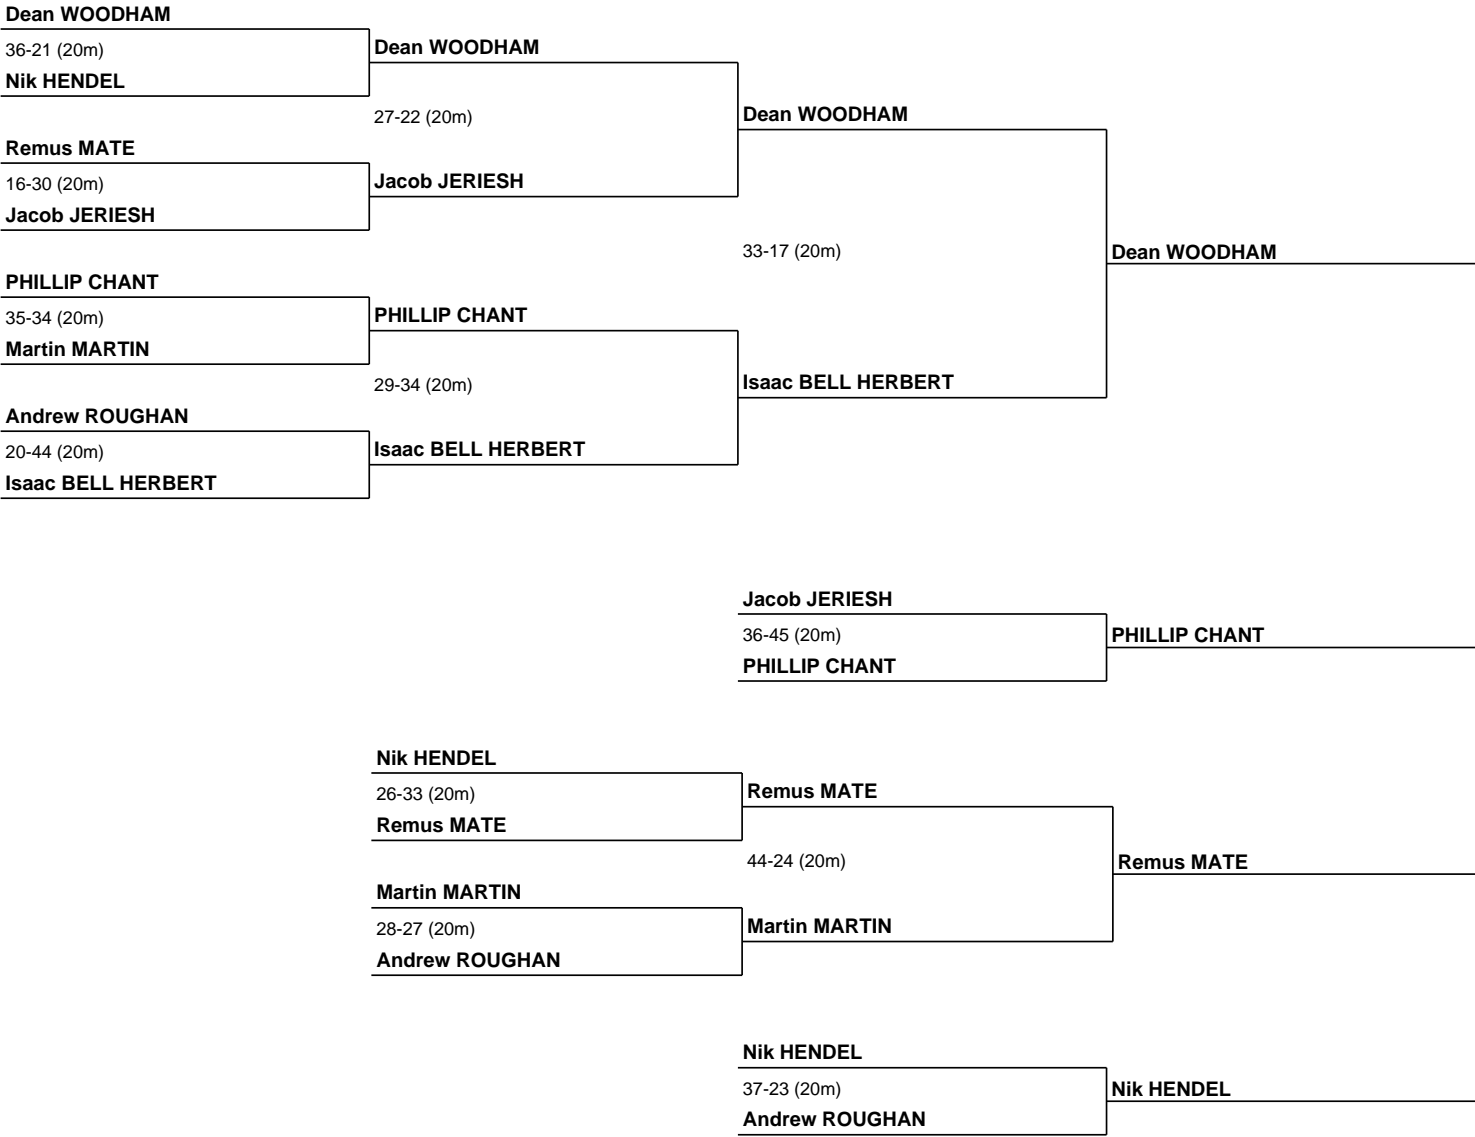 Dean WOODHAM
36-21 (20m)
Dean WOODHAM
Nik HENDEL
27-22 (20m)
Dean WOODHAM
Remus MATE
16-30 (20m)
Jacob JERIESH
Jacob JERIESH
33-17 (20m)
Dean WOODHAM
PHILLIP CHANT
35-34 (20m)
PHILLIP CHANT
Martin MARTIN
29-34 (20m)
Isaac BELL HERBERT
Andrew ROUGHAN
20-44 (20m)
Isaac BELL HERBERT
Isaac BELL HERBERT
Jacob JERIESH
36-45 (20m)
PHILLIP CHANT
PHILLIP CHANT
Nik HENDEL
26-33 (20m)
Remus MATE
Remus MATE
44-24 (20m)
Remus MATE
Martin MARTIN
28-27 (20m)
Martin MARTIN
Andrew ROUGHAN
Nik HENDEL
37-23 (20m)
Nik HENDEL
Andrew ROUGHAN